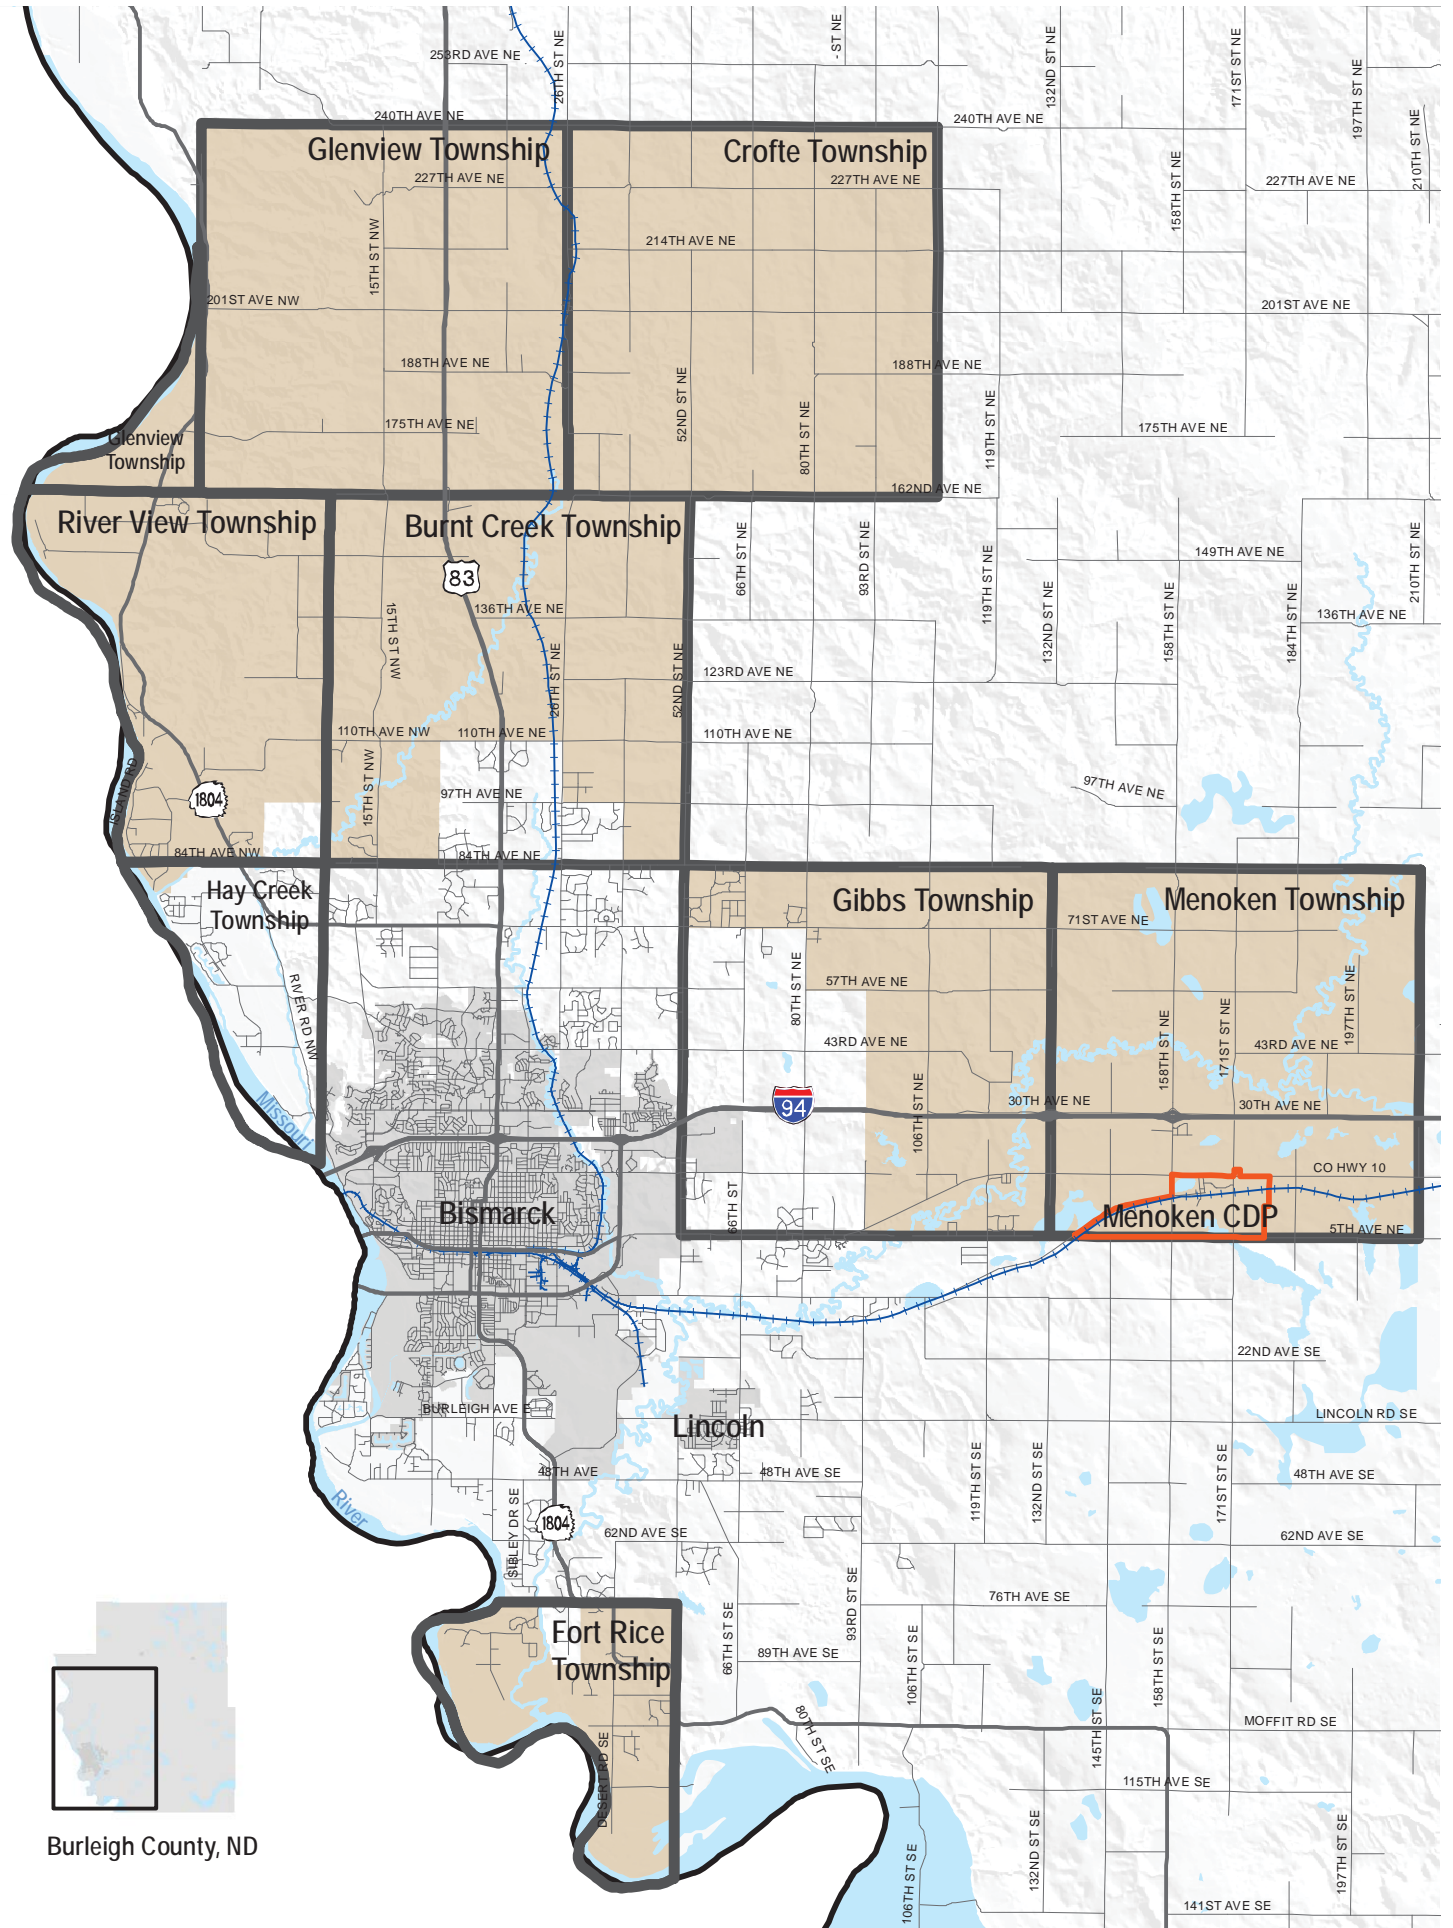 253RD AVE NE
26TH ST NE
- ST NE
132ND ST NE
171ST ST NE
197TH ST NE
240TH AVE NE
240TH AVE NE
210TH ST NE
Glenview Township
Crofte Township
227TH AVE NE
227TH AVE NE
158TH ST NE
227TH AVE NE
15TH ST NW
214TH AVE NE
201ST AVE NW
201ST AVE NE
188TH AVE NE
52ND ST NE
188TH AVE NE
175TH AVE NE
80TH ST NE
119TH ST NE
175TH AVE NE
Glenview
Township
162ND AVE NE
River View Township
Burnt Creek Township
83
66TH ST NE
93RD ST NE
119TH ST NE
149TH AVE NE
210TH ST NE
136TH AVE NE
15TH ST NW
132ND ST NE
158TH ST NE
184TH ST NE
136TH AVE NE
26TH ST NE
52ND ST NE
123RD AVE NE
110TH AVE NW
110TH AVE NE
110TH AVE NE
ISLAND RD
1804
15TH ST NW
97TH AVE NE
97TH AVE NE
84TH AVE NW
84TH AVE NE
Hay Creek
Township
Gibbs Township
Menoken Township
71ST AVE NE
RIVER RD NW
80TH ST NE
57TH AVE NE
197TH ST NE
43RD AVE NE
158TH ST NE
171ST ST NE
43RD AVE NE
Missouri
94
106TH ST NE
30TH AVE NE
30TH AVE NE
CO HWY 10
Bismarck
66TH ST
Menoken CDP
5TH AVE NE
22ND AVE SE
BURLEIGH AVE E
Lincoln
LINCOLN RD SE
48TH AVE
48TH AVE SE
119TH ST SE
132ND ST SE
171ST ST SE
48TH AVE SE
River
SIBLEY DR SE
1804
62ND AVE SE
62ND AVE SE
93RD ST SE
76TH AVE SE
Fort Rice
Township
66TH ST SE
89TH AVE SE
106TH ST SE
158TH ST SE
80TH ST SE
145TH ST SE
MOFFIT RD SE
DESERT RD SE
115TH AVE SE
Burleigh County, ND
106TH ST SE
132ND ST SE
197TH ST SE
141ST AVE SE